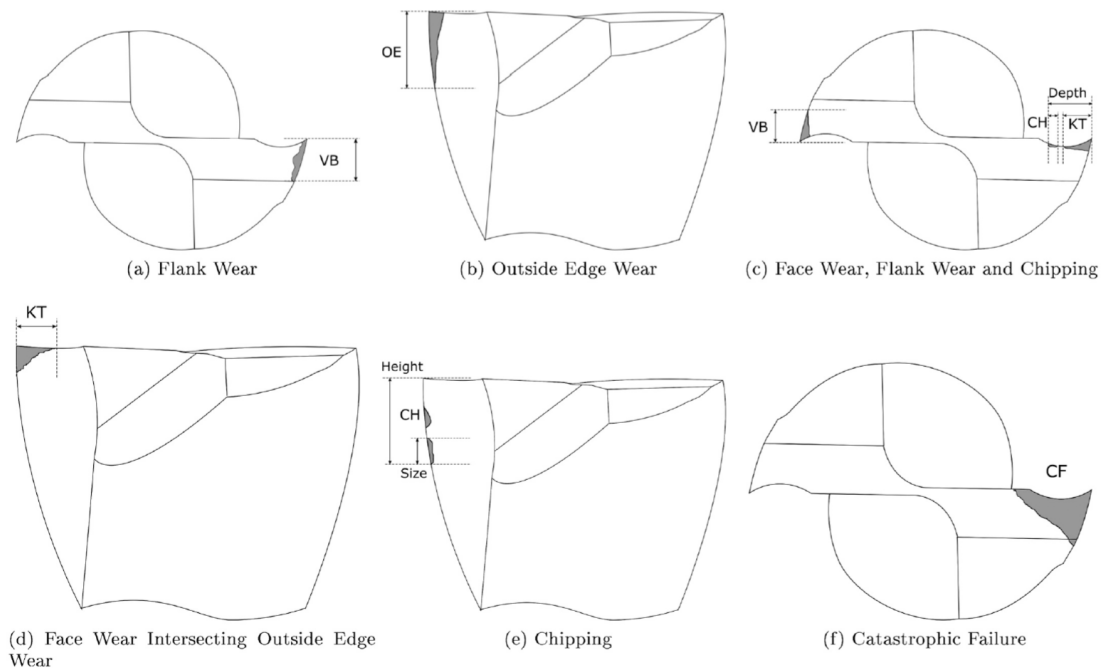 OE
VB
(a) Flank Wear
(b) Outside Edge Wear
Depth
CH KT
VB
(c) Face Wear, Flank Wear and Chipping
KT
(d) Face Wear Intersecting Outside Edge
Wear
Height
CH
Size
(e) Chipping
CF
(f) Catastrophic Failure